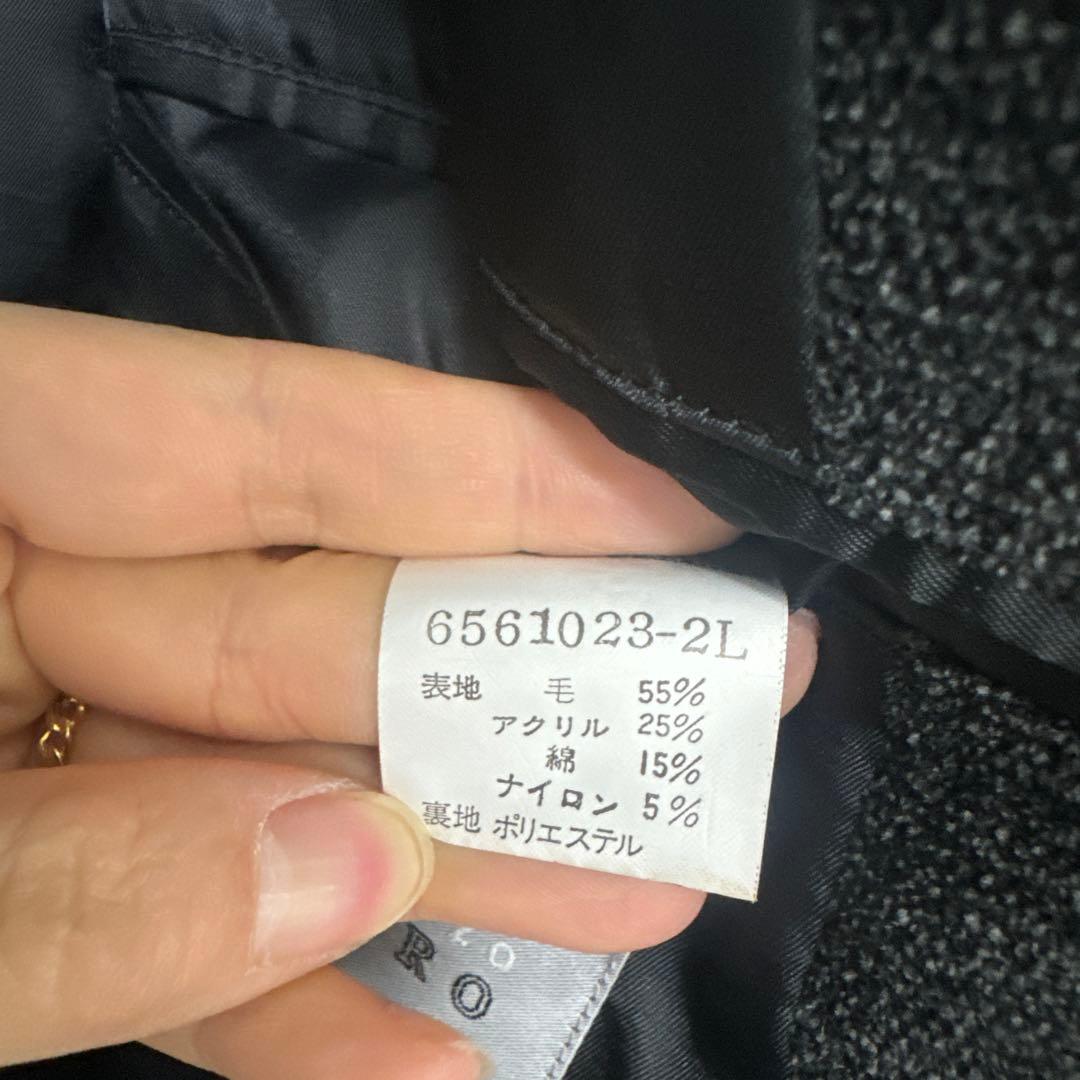 6561023-2L
表地 毛 55%
アクリル 25%
綿 15%
ナイロン 5%
裏地 ポリエステル
RO